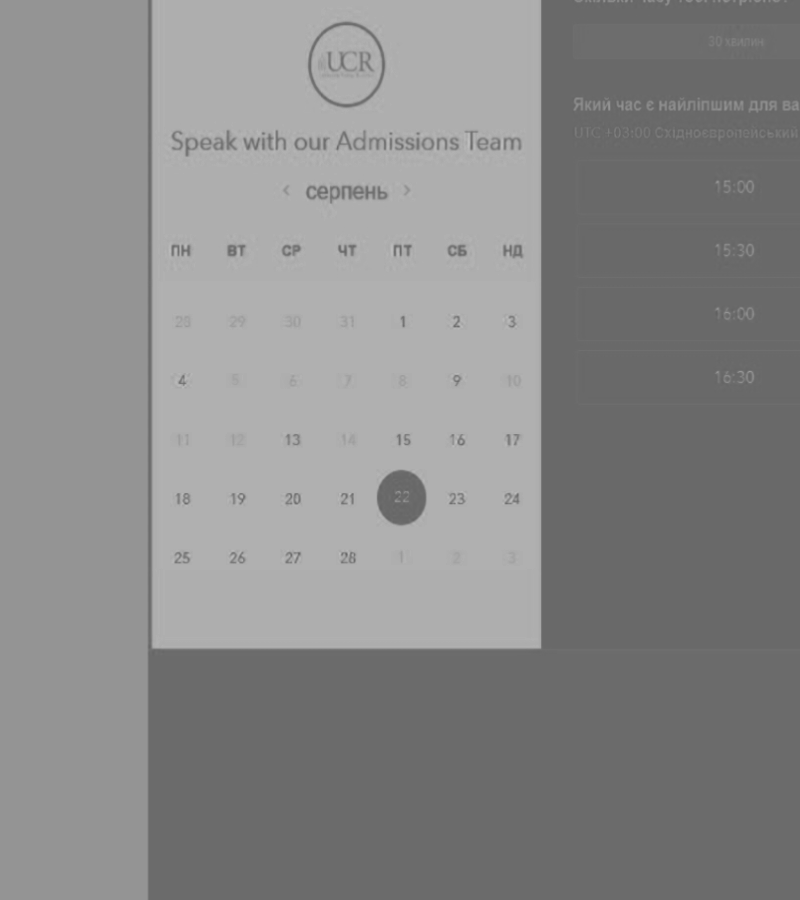 UCR
Speak with our Admissions Team
< серпень >
ПН ВТ СР ЧТ ПТ СБ НД
28 29 30 31 1 2 3
4 5 6 7 8 9 10
11 12 13 14 15 16 17
18 19 20 21 22 23 24
25 26 27 28 1 2 3
30 хвилин
Який час є найліпшим для ва
UTC +03:00 Східноєвропейський
15:00
15:30
16:00
16:30